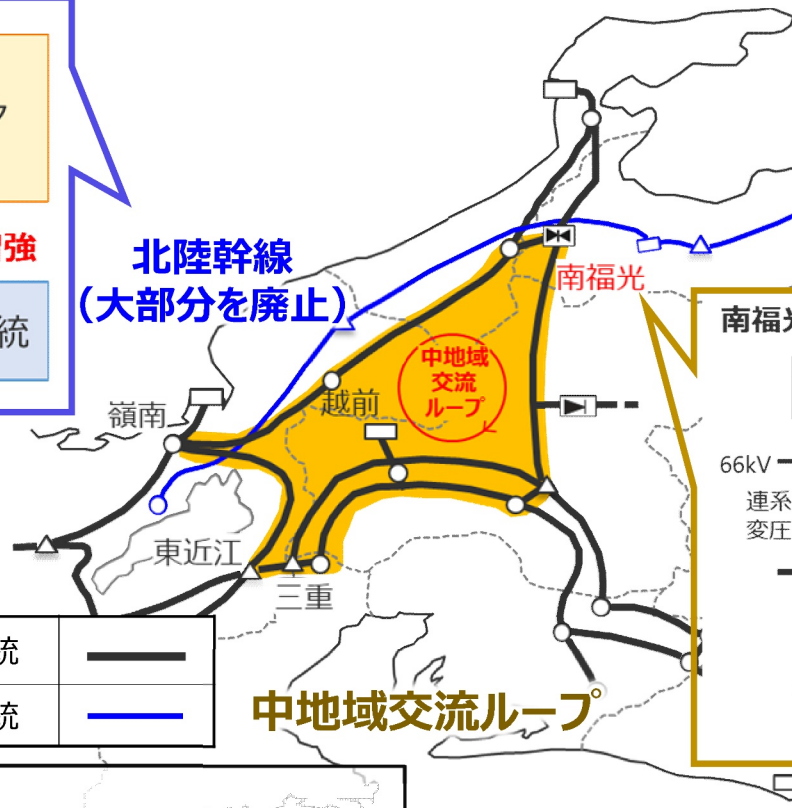 強
統
北陸幹線
（大部分を廃止）
南福光
中地域
交流
ループ
越前
嶺南
東近江
三重
南福光
66kV
連系
変圧
流
流
中地域交流ループ